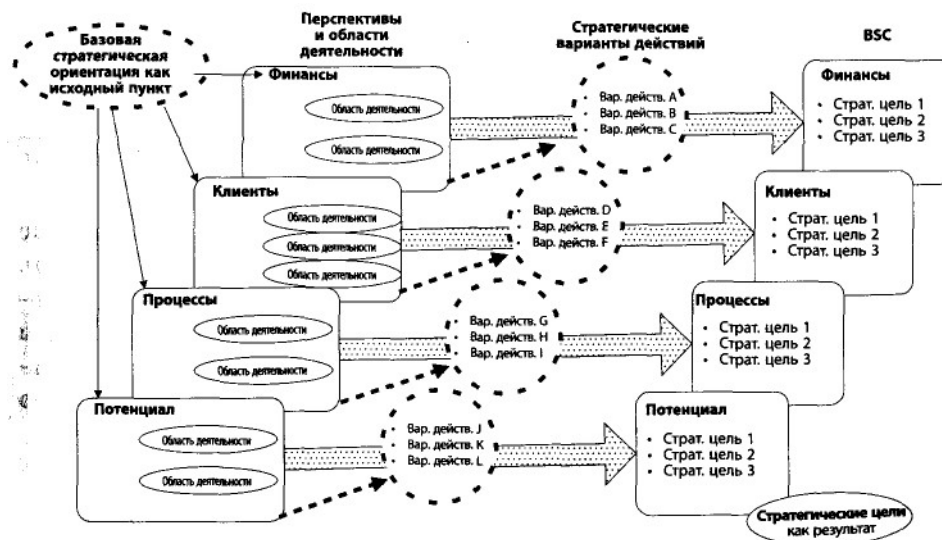 Базовая
стратегическая
ориентация как
исходный пункт
Перспективы
и области
деятельности
Стратегические
варианты действий
BSC
Финансы
Область деятельности
Область деятельности
• Вар. действ. A
• Вар. действ. B
• Вар. действ. C
Финансы
• Страт. цель 1
• Страт. цель 2
• Страт. цель 3
Клиенты
Область деятельности
Область деятельности
Область деятельности
• Вар. действ. D
• Вар. действ. E
• Вар. действ. F
Клиенты
• Страт. цель 1
• Страт. цель 2
• Страт. цель 3
Процессы
Область деятельности
Область деятельности
• Вар. действ. G
• Вар. действ. H
• Вар. действ. I
Процессы
• Страт. цель 1
• Страт. цель 2
• Страт. цель 3
Потенциал
Область деятельности
Область деятельности
• Вар. действ. J
• Вар. действ. K
• Вар. действ. L
Потенциал
• Страт. цель 1
• Страт. цель 2
• Страт. цель 3
Стратегические цели
как результат